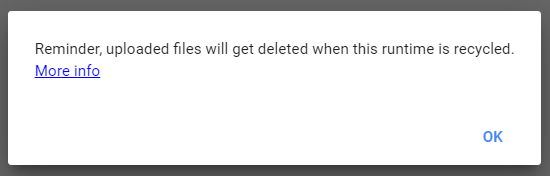 Reminder, uploaded files will get deleted when this runtime is recycled.
More info
OK